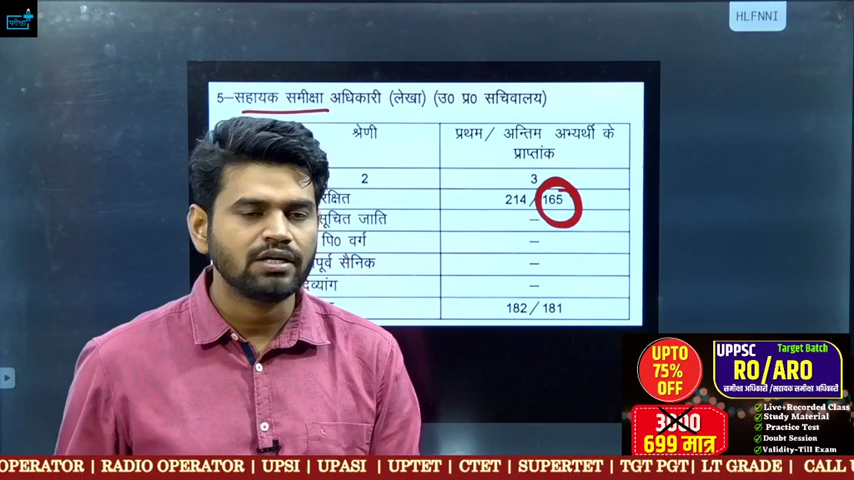 परीक्षा
HLFNNI
5–सहायक समीक्षा अधिकारी (लेखा) (उ0 प्र0 सचिवालय)
श्रेणी
प्रथम/ अन्तिम अभ्यर्थी के
प्राप्तांक
2
3
रक्षित
214/165
सूचित जाति
–
पि0 वर्ग
–
पूर्व सैनिक
–
देव्यांग
–
182/181
UPTO
75%
OFF
UPPSC
Target Batch
RO/ARO
समीक्षा अधिकारी/सहायक समीक्षा अधिकारी
3000
699 मात्र
Live+Recorded Class
Study Material
Practice Test
Doubt Session
Validity-Till Exam
OPERATOR | RADIO OPERATOR | UPSI | UPASI | UPTET | CTET | SUPERTET | TGT PGT| LT GRADE | CALL U